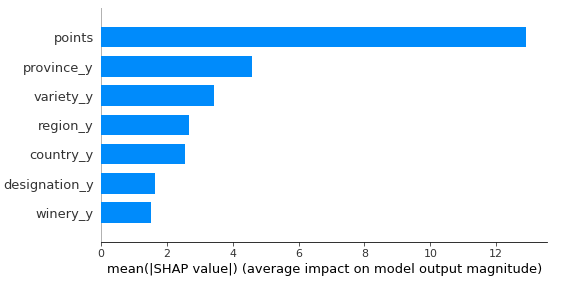 points
province_y
variety_y
region_y
country_y
designation_y
winery_y
0 2 4 6 8 10 12
mean(|SHAP value|) (average impact on model output magnitude)